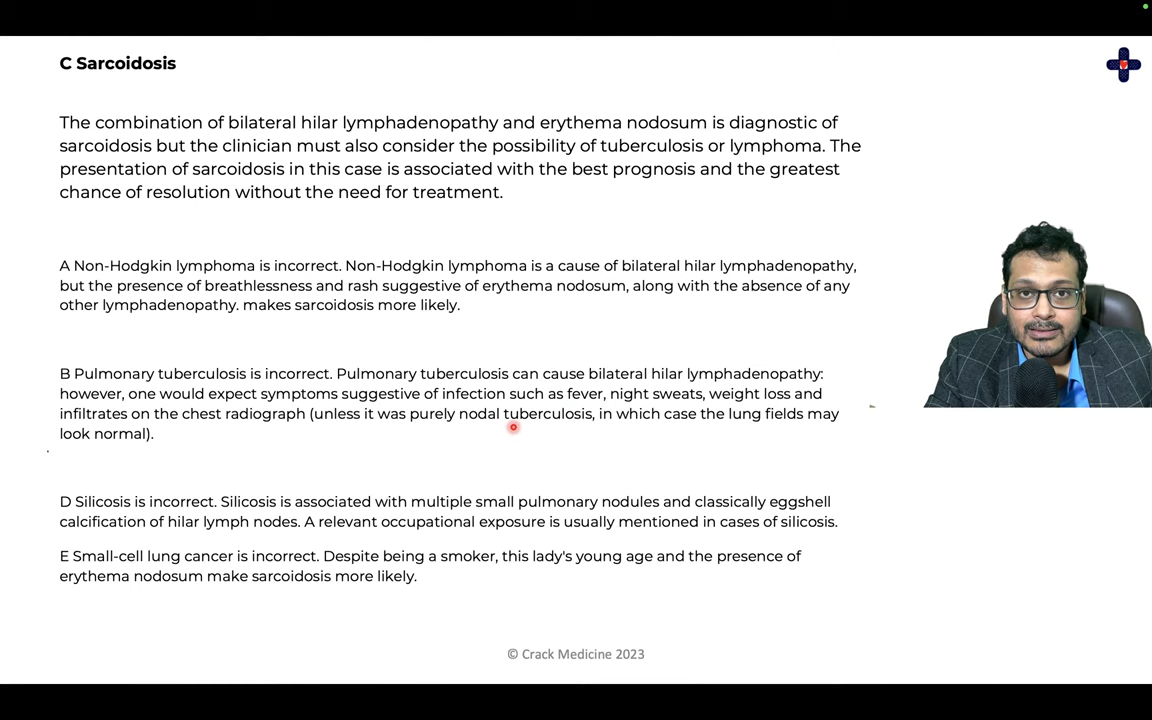 C Sarcoidosis
The combination of bilateral hilar lymphadenopathy and erythema nodosum is diagnostic of
sarcoidosis but the clinician must also consider the possibility of tuberculosis or lymphoma. The
presentation of sarcoidosis in this case is associated with the best prognosis and the greatest
chance of resolution without the need for treatment.
A Non-Hodgkin lymphoma is incorrect. Non-Hodgkin lymphoma is a cause of bilateral hilar lymphadenopathy,
but the presence of breathlessness and rash suggestive of erythema nodosum, along with the absence of any
other lymphadenopathy. makes sarcoidosis more likely.
B Pulmonary tuberculosis is incorrect. Pulmonary tuberculosis can cause bilateral hilar lymphadenopathy:
however, one would expect symptoms suggestive of infection such as fever, night sweats, weight loss and
infiltrates on the chest radiograph (unless it was purely nodal tuberculosis, in which case the lung fields may
look normal).
D Silicosis is incorrect. Silicosis is associated with multiple small pulmonary nodules and classically eggshell
calcification of hilar lymph nodes. A relevant occupational exposure is usually mentioned in cases of silicosis.
E Small-cell lung cancer is incorrect. Despite being a smoker, this lady's young age and the presence of
erythema nodosum make sarcoidosis more likely.
© Crack Medicine 2023